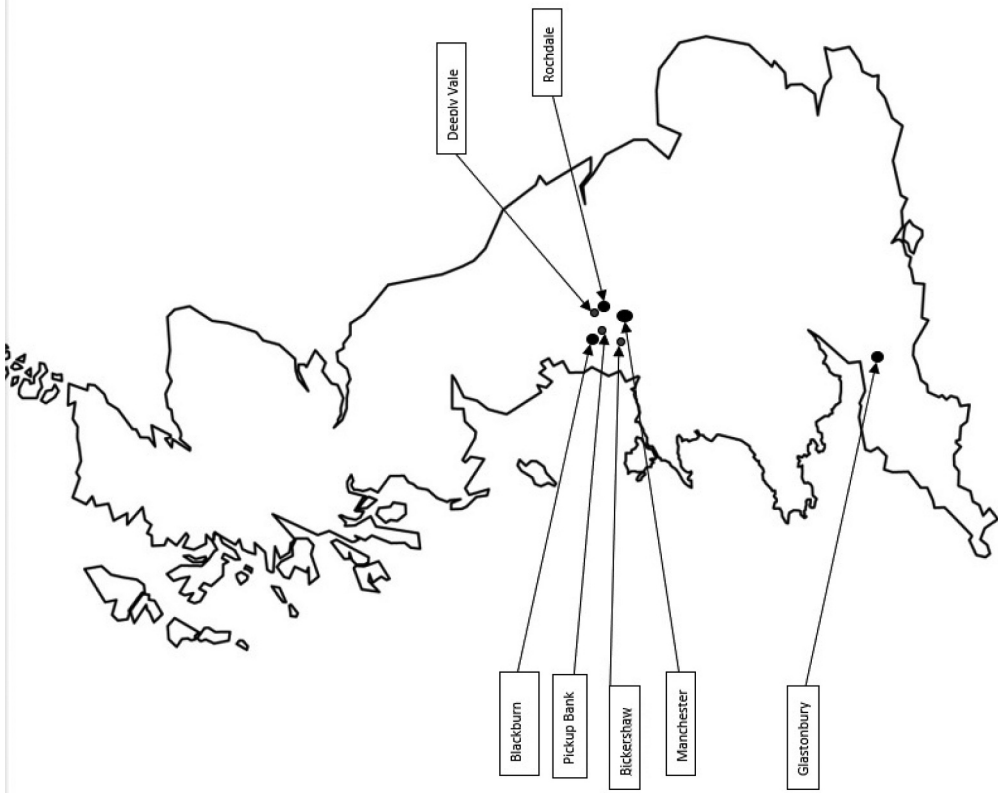 Deeply Vale
Blackburn
Rochdale
Pickup Bank
Bickershaw
Manchester
Glastonbury